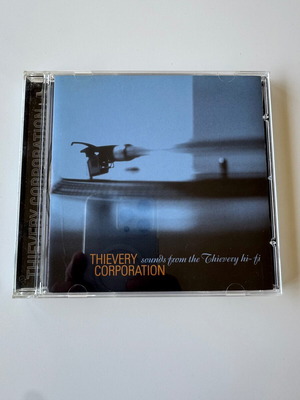 THIEVERY CORPORATION
THIEVERY sounds from the Thievery hi-fi
CORPORATION